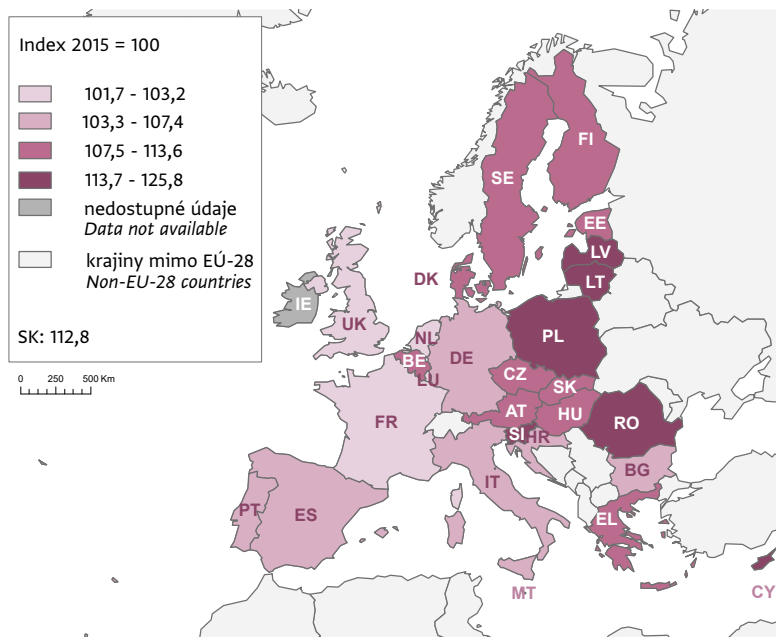 Index 2015 = 100
101,7 - 103,2
103,3 - 107,4
107,5 - 113,6
113,7 - 125,8
nedostupné údaje
Data not available
krajiny mimo EÚ-28
Non-EU-28 countries
SK: 112,8
0 250 500 Km
FI
SE
EE
LV
LT
DK
IE
UK
NL
BE
LU
DE
PL
CZ
SK
AT
HU
SI
HR
RO
FR
IT
BG
PT
ES
EL
MT
CY